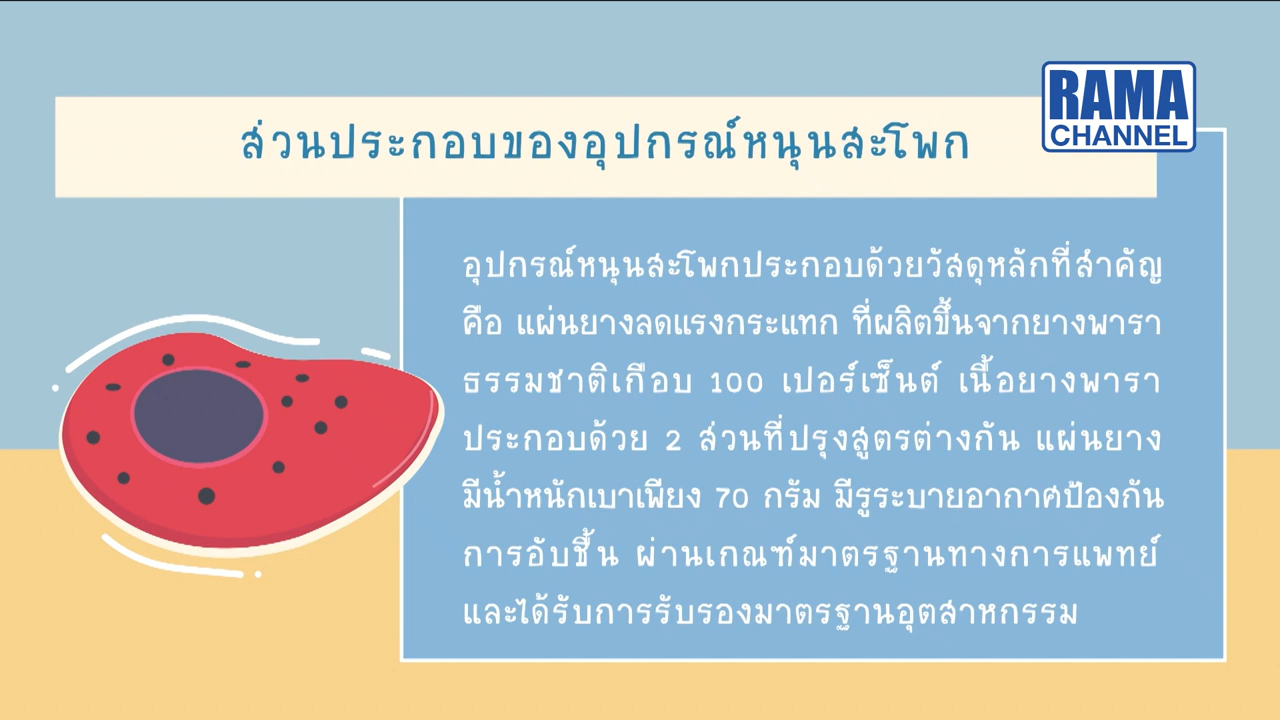 RAMA
CHANNEL
ส่วนประกอบของอุปกรณ์หนุนสะโพก
อุปกรณ์หนุนสะโพกประกอบด้วยวัสดุหลักที่สำคัญ
คือ แผ่นยางลดแรงกระแทก ที่ผลิตขึ้นจากยางพารา
ธรรมชาติเกือบ 100 เปอร์เซ็นต์ เนื้อยางพารา
ประกอบด้วย 2 ส่วนที่ปรุงสูตรต่างกัน แผ่นยาง
มีน้ำหนักเบาเพียง 70 กรัม มีรูระบายอากาศป้องกัน
การอับชื้น ผ่านเกณฑ์มาตรฐานทางการแพทย์
และได้รับการรับรองมาตรฐานอุตสาหกรรม